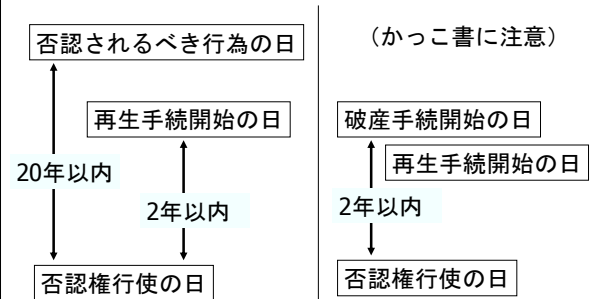 否認されるべき行為の日
再生手続開始の日
20年以内
2年以内
否認権行使の日
(かっこ書に注意)
破産手続開始の日
再生手続開始の日
2年以内
否認権行使の日